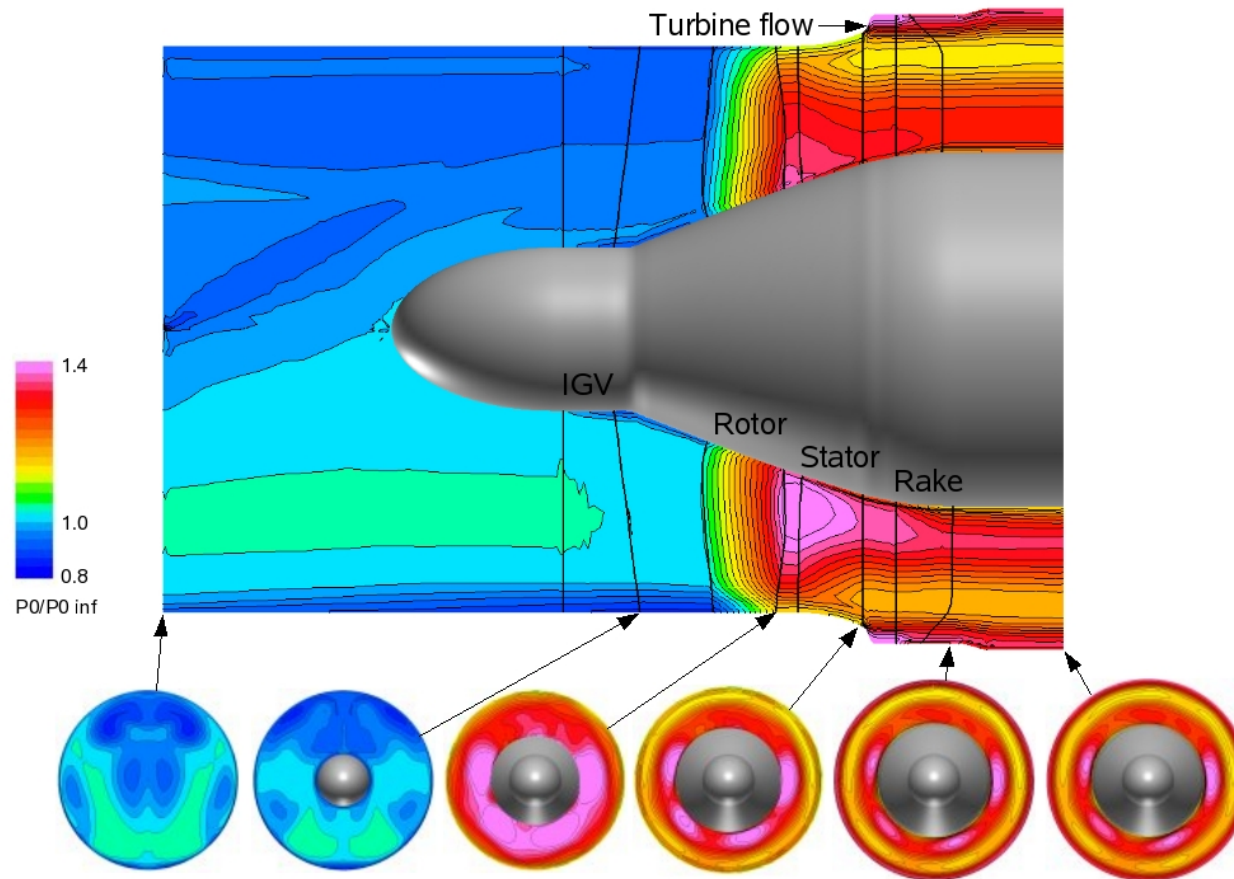 Turbine flow
IGV
Rotor
Stator
Rake
1.4
1.0
0.8
P0/P0 inf